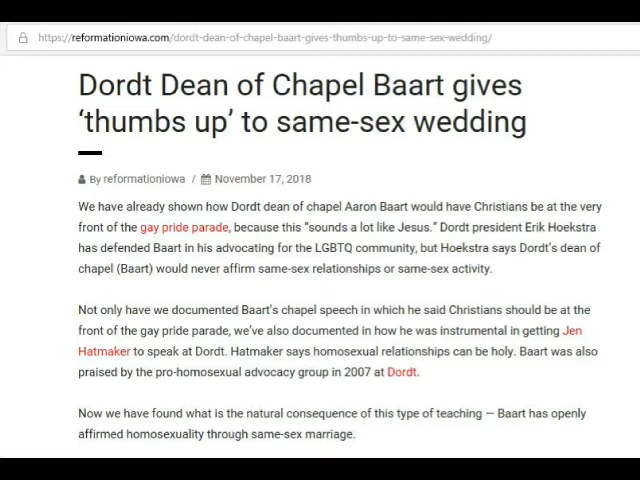 https://reformationiowa.com/dordt-dean-of-chapel-baart-gives-thumbs-up-to-same-sex-wedding/
Dordt Dean of Chapel Baart gives
‘thumbs up’ to same-sex wedding
By reformationiowa / November 17, 2018
We have already shown how Dordt dean of chapel Aaron Baart would have Christians be at the very
front of the gay pride parade, because this “sounds a lot like Jesus.” Dordt president Erik Hoekstra
has defended Baart in his advocating for the LGBTQ community, but Hoekstra says Dordt’s dean of
chapel (Baart) would never affirm same-sex relationships or same-sex activity.
Not only have we documented Baart’s chapel speech in which he said Christians should be at the
front of the gay pride parade, we’ve also documented in how he was instrumental in getting Jen
Hatmaker to speak at Dordt. Hatmaker says homosexual relationships can be holy. Baart was also
praised by the pro-homosexual advocacy group in 2007 at Dordt.
Now we have found what is the natural consequence of this type of teaching — Baart has openly
affirmed homosexuality through same-sex marriage.